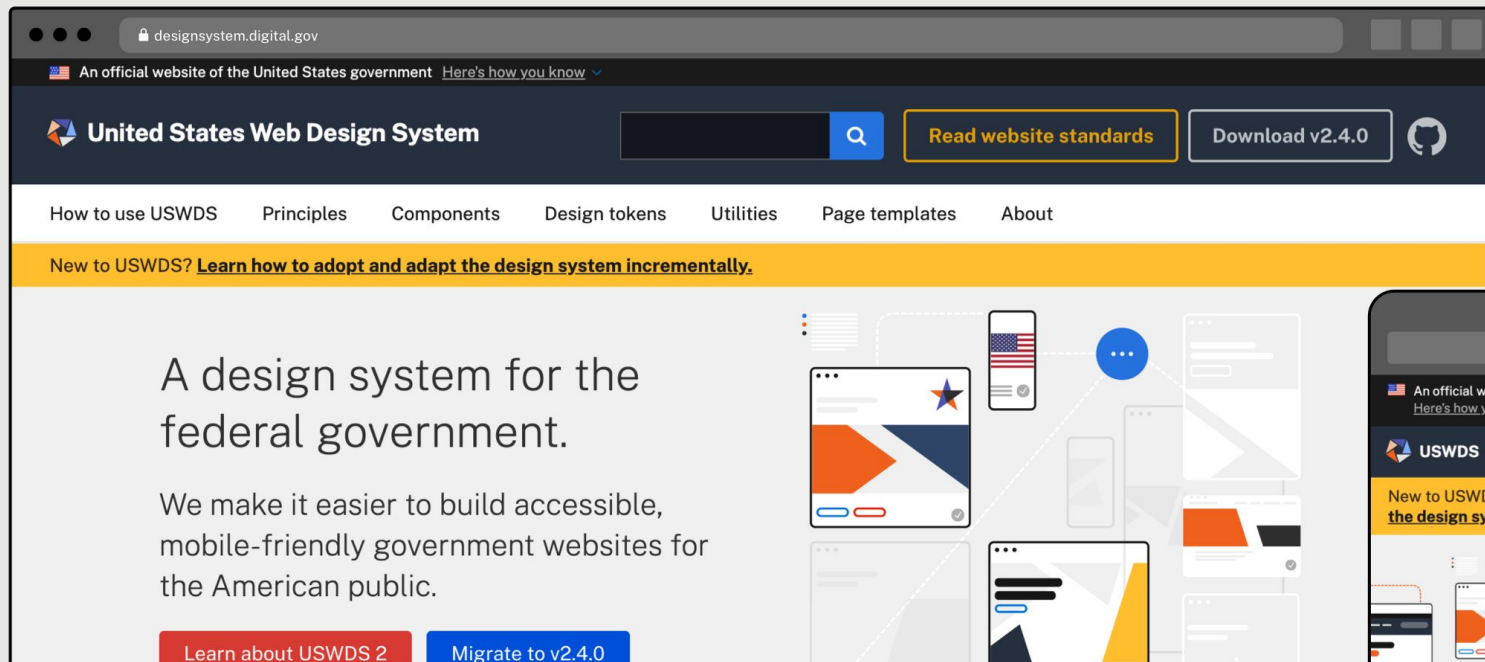 designsystem.digital.gov
An official website of the United States government Here's how you know
United States Web Design System
Read website standards
Download v2.4.0
How to use USWDS Principles Components Design tokens Utilities Page templates About
New to USWDS? Learn how to adopt and adapt the design system incrementally.
A design system for the
federal government.
We make it easier to build accessible,
mobile-friendly government websites for
the American public.
Learn about USWDS 2
Migrate to v2.4.0
An official
Here's how
USWDS
New to
the design